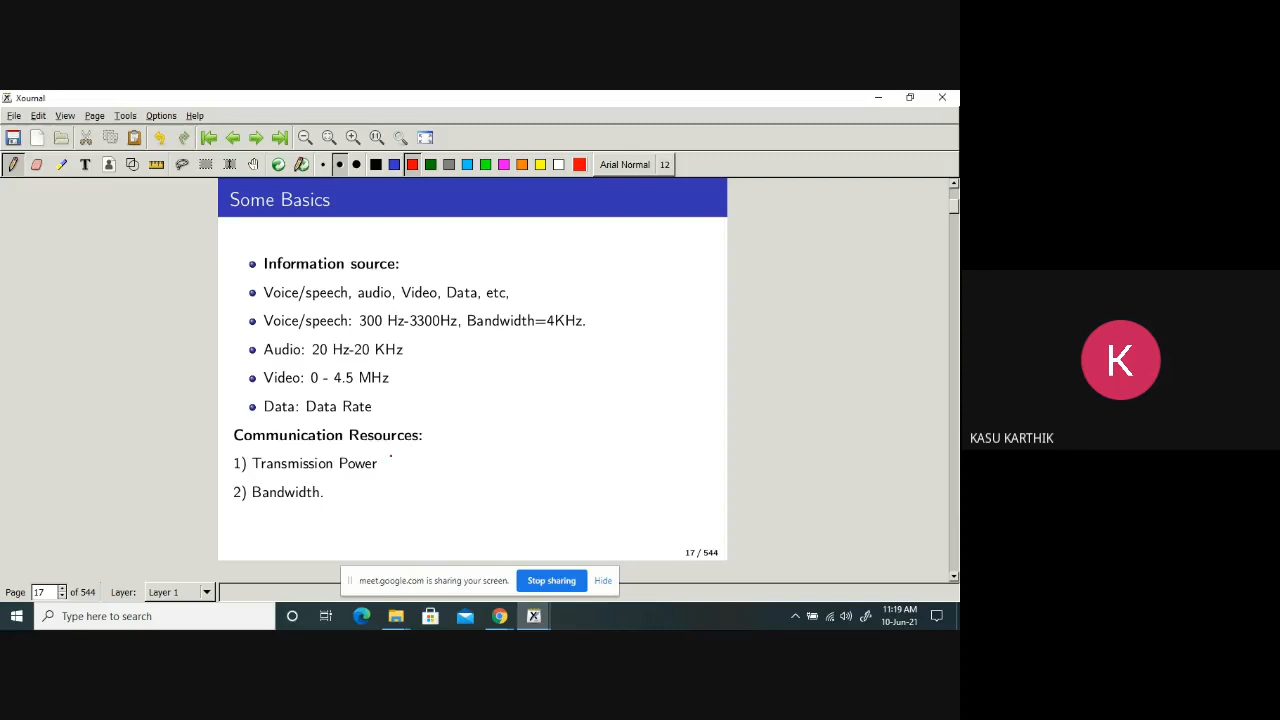 Xournal
File Edit View Page Tools Options Help
T Arial Normal 12
Some Basics
Information source:
Voice/speech, audio, Video, Data, etc,
Voice/speech: 300 Hz-3300Hz, Bandwidth=4KHz.
Audio: 20 Hz-20 KHz
Video: 0 - 4.5 MHz
Data: Data Rate
Communication Resources:
1) Transmission Power
2) Bandwidth.
17 / 544
meet.google.com is sharing your screen. Stop sharing Hide
Page 17 of 544 Layer: Layer 1
Type here to search
11:19 AM
10-Jun-21
K
KASU KARTHIK